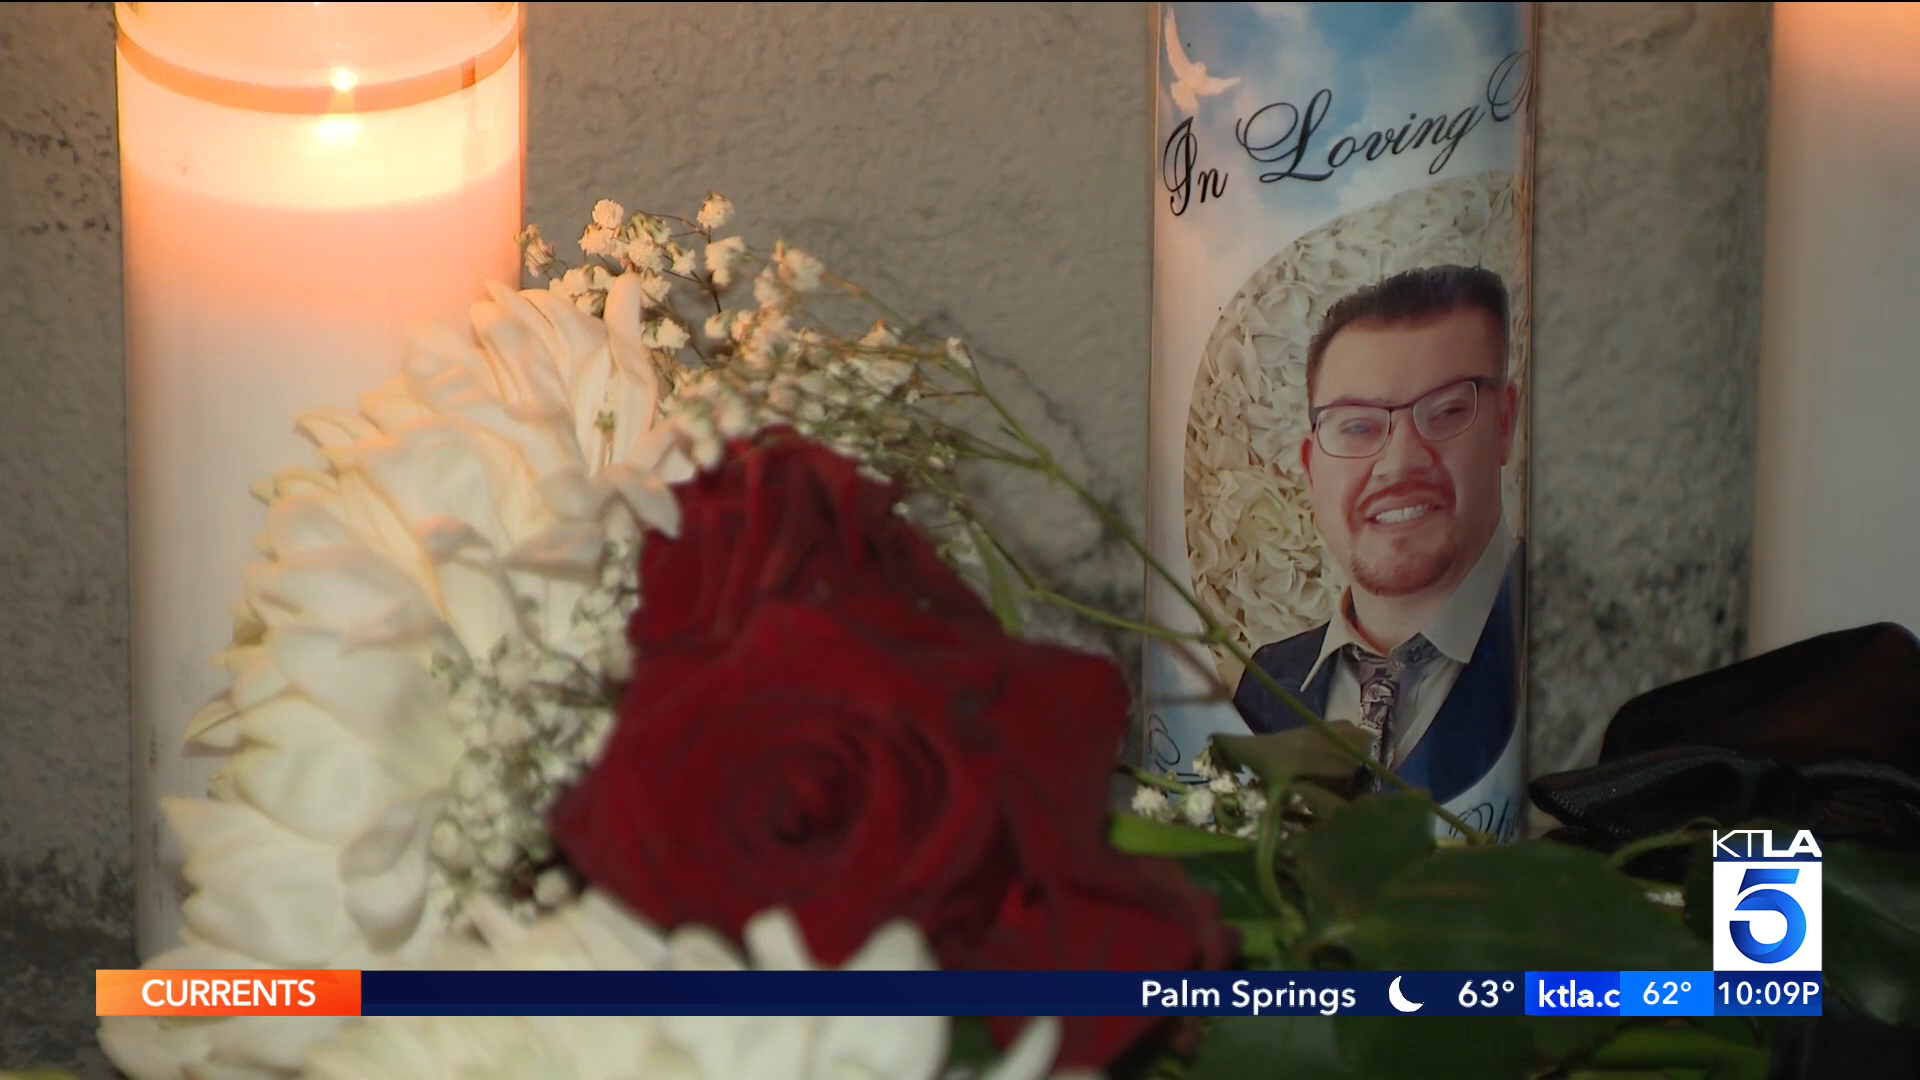 In Loving
KTLA
5
CURRENTS
Palm Springs 63° ktla.c 62° 10:09P